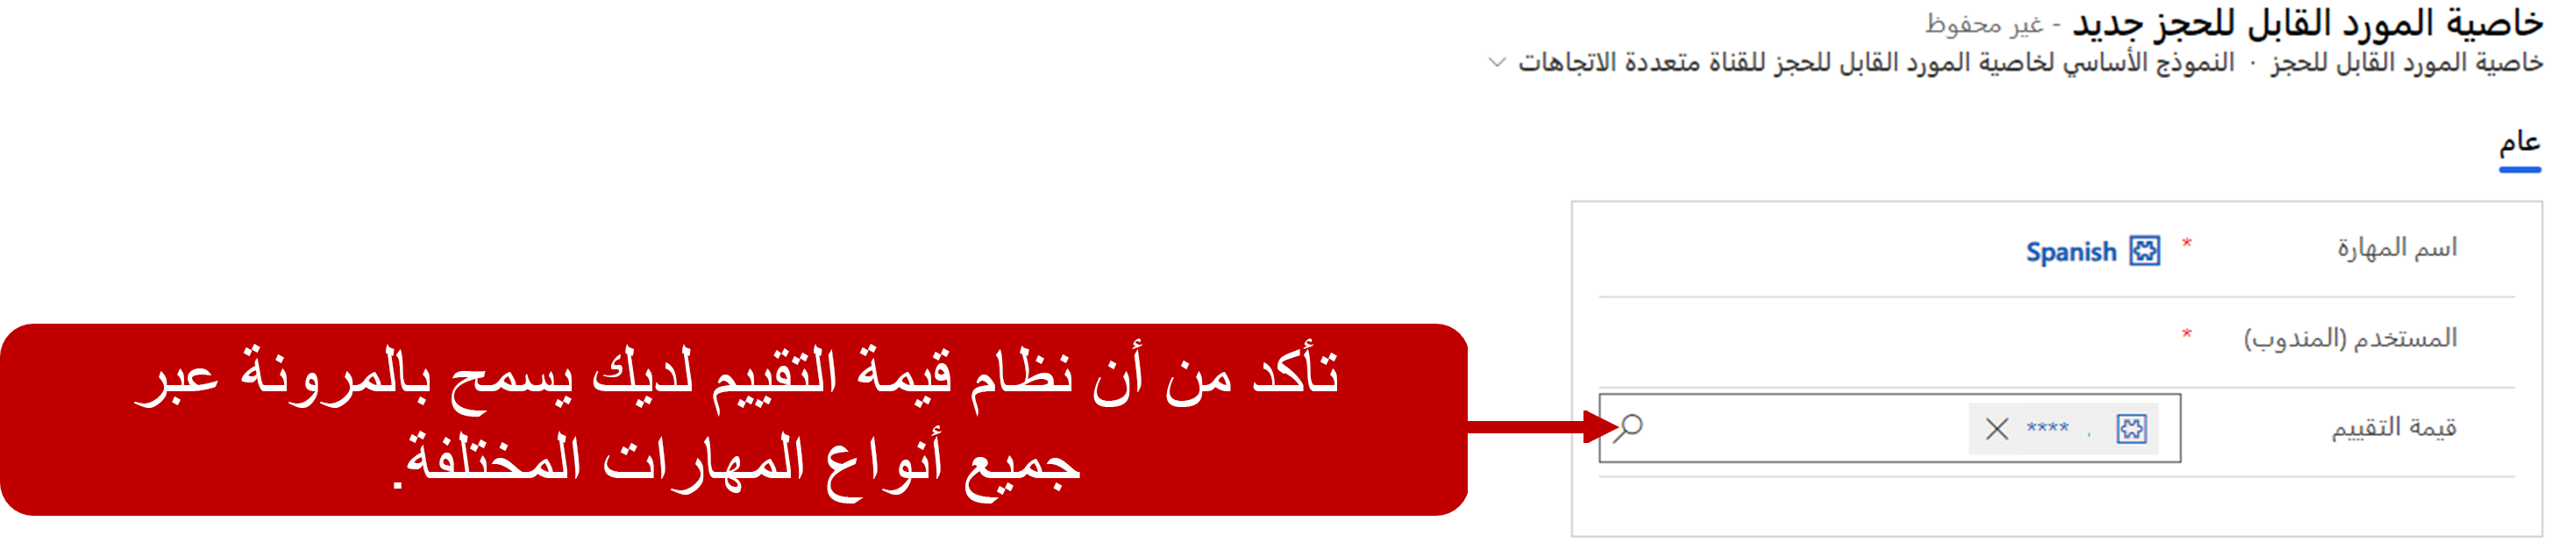 خاصية المورد القابل للحجز جديد - غير محفوظ
خاصية المورد القابل للحجز · النموذج الأساسي لخاصية المورد القابل للحجز للقناة متعددة الاتجاهات
عام
اسم المهارة * Spanish
المستخدم (المندوب) *
قيمة التقييم ****
تأكد من أن نظام قيمة التقييم لديك يسمح بالمرونة عبر
جميع أنواع المهارات المختلفة.